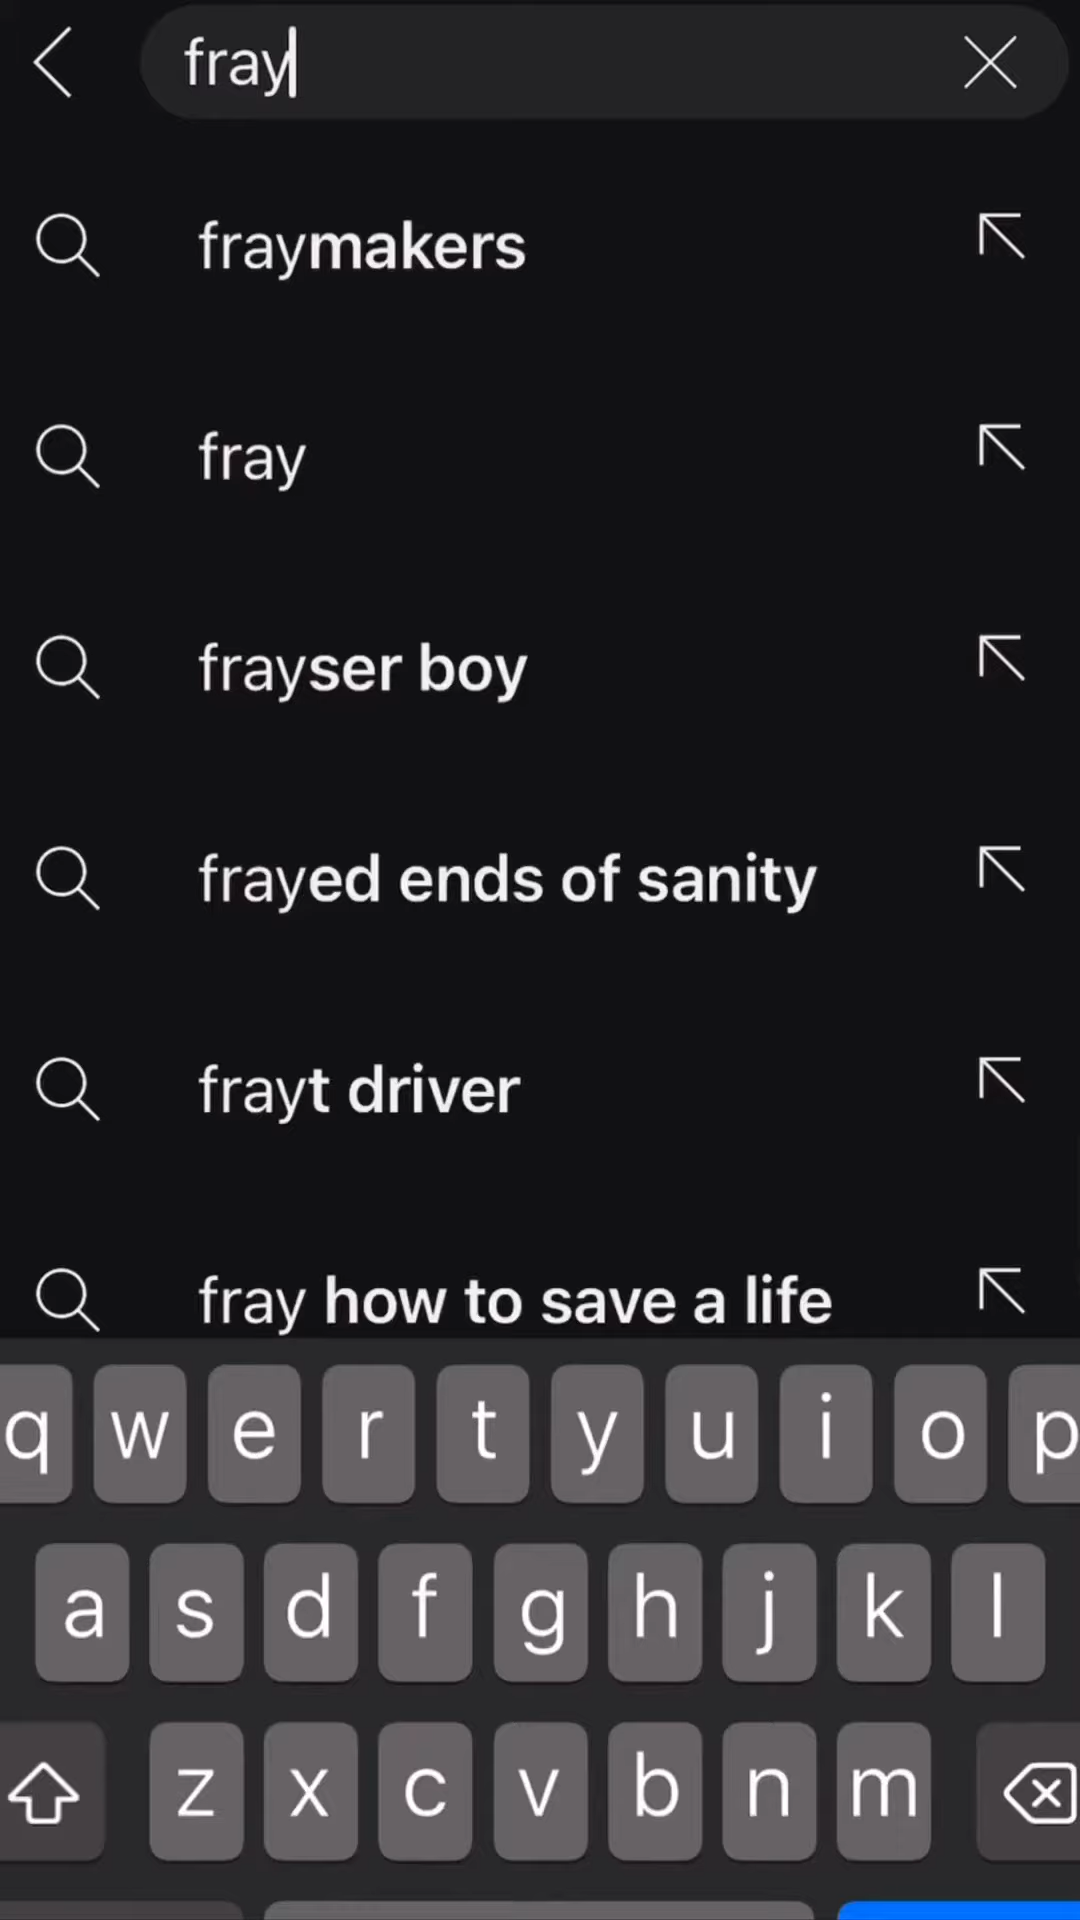 fray
fraymakers
fray
frayser boy
frayed ends of sanity
frayt driver
fray how to save a life
q w e r t y u i o p
a s d f g h j k l
z x c v b n m